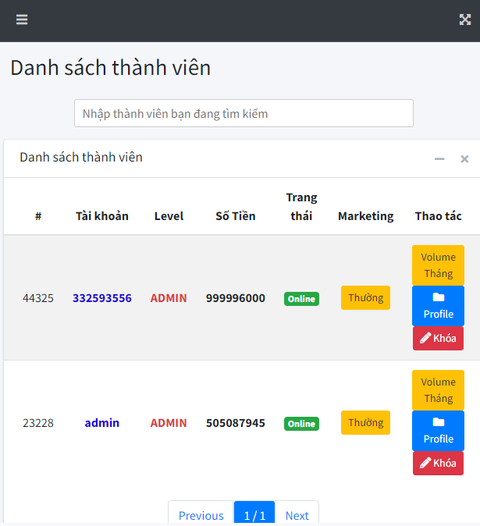 Danh sách thành viên
Nhập thành viên bạn đang tìm kiếm
Danh sách thành viên
# Tài khoản Level Số Tiền Trang thái Marketing Thao tác
44325 332593556 ADMIN 999996000 Online Thường Volume Tháng
Profile
Khóa
23228 admin ADMIN 505087945 Online Thường Volume Tháng
Profile
Khóa
Previous 1 / 1 Next